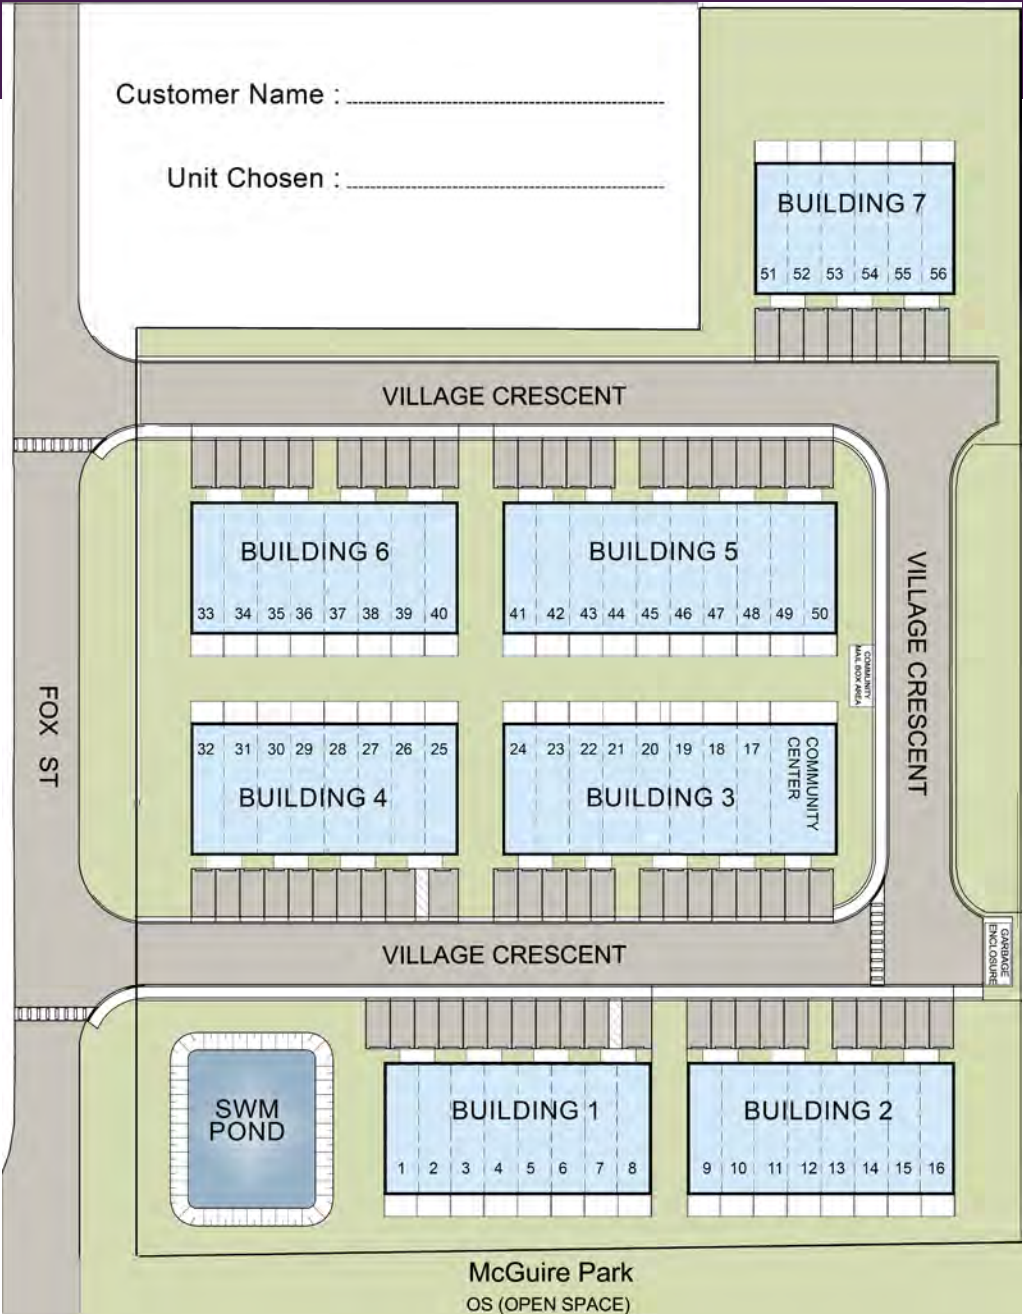 Customer Name :
Unit Chosen :
BUILDING 7
51 52 53 54 55 56
VILLAGE CRESCENT
BUILDING 6
33 34 35 36 37 38 39 40
BUILDING 5
41 42 43 44 45 46 47 48 49 50
VILLAGE CRESCENT
COMMUNITY
MAIL BOX AREA
FOX ST
32 31 30 29 28 27 26 25
BUILDING 4
24 23 22 21 20 19 18 17
BUILDING 3
COMMUNITY
CENTER
VILLAGE CRESCENT
GARBAGE
ENCLOSURE
SWM
POND
BUILDING 1
1 2 3 4 5 6 7 8
BUILDING 2
9 10 11 12 13 14 15 16
McGuire Park
OS (OPEN SPACE)